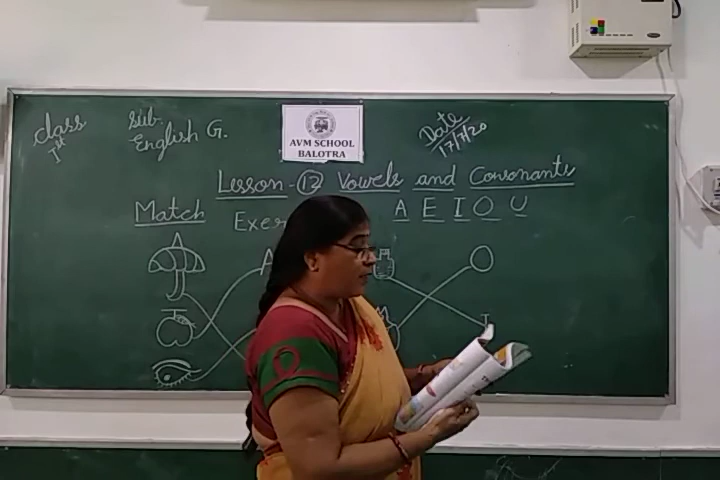 Class
Ist
Sub.
English G.
AVM SCHOOL
BALOTRA
Date
17/7/20
Lesson-12 Vowels and Consonants
Match
A E I O U
A
O
I